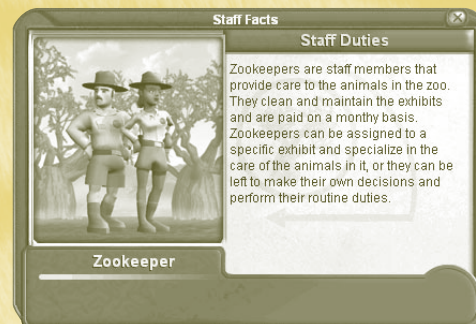 Staff Facts
Staff Duties
Zookeepers are staff members that
provide care to the animals in the zoo.
They clean and maintain the exhibits
and are paid on a monthy basis.
Zookeepers can be assigned to a
specific exhibit and specialize in the
care of the animals in it, or they can be
left to make their own decisions and
perform their routine duties.
Zookeeper